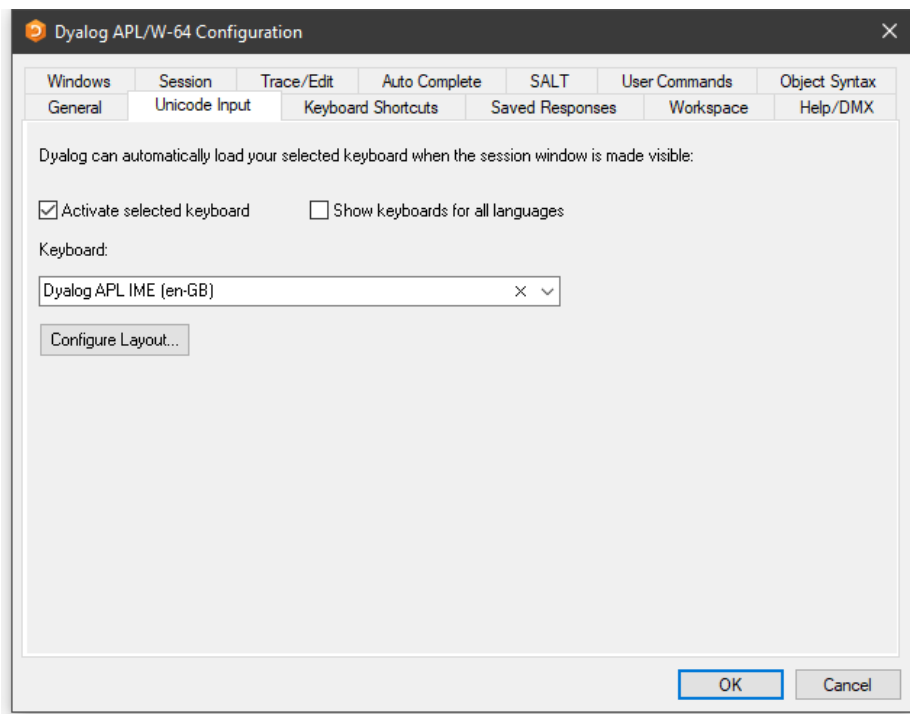 Dyalog APL/W-64 Configuration
Windows Session Trace/Edit Auto Complete SALT User Commands Object Syntax
General Unicode Input Keyboard Shortcuts Saved Responses Workspace Help/DMX
Dyalog can automatically load your selected keyboard when the session window is made visible:
Activate selected keyboard Show keyboards for all languages
Keyboard:
Dyalog APL IME (en-GB)
Configure Layout...
OK Cancel